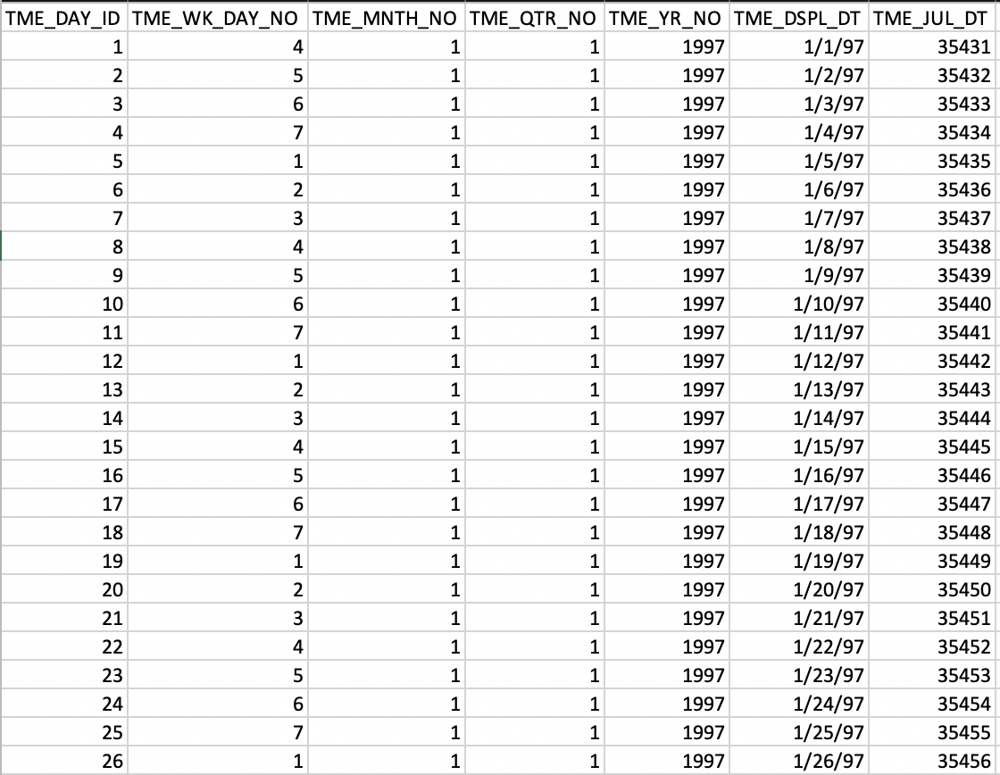 TME_DAY_ID TME_WK_DAY_NO TME_MNTH_NO TME_QTR_NO TME_YR_NO TME_DSPL_DT TME_JUL_DT
1 4 1 1 1997 1/1/97 35431
2 5 1 1 1997 1/2/97 35432
3 6 1 1 1997 1/3/97 35433
4 7 1 1 1997 1/4/97 35434
5 1 1 1 1997 1/5/97 35435
6 2 1 1 1997 1/6/97 35436
7 3 1 1 1997 1/7/97 35437
8 4 1 1 1997 1/8/97 35438
9 5 1 1 1997 1/9/97 35439
10 6 1 1 1997 1/10/97 35440
11 7 1 1 1997 1/11/97 35441
12 1 1 1 1997 1/12/97 35442
13 2 1 1 1997 1/13/97 35443
14 3 1 1 1997 1/14/97 35444
15 4 1 1 1997 1/15/97 35445
16 5 1 1 1997 1/16/97 35446
17 6 1 1 1997 1/17/97 35447
18 7 1 1 1997 1/18/97 35448
19 1 1 1 1997 1/19/97 35449
20 2 1 1 1997 1/20/97 35450
21 3 1 1 1997 1/21/97 35451
22 4 1 1 1997 1/22/97 35452
23 5 1 1 1997 1/23/97 35453
24 6 1 1 1997 1/24/97 35454
25 7 1 1 1997 1/25/97 35455
26 1 1 1 1997 1/26/97 35456